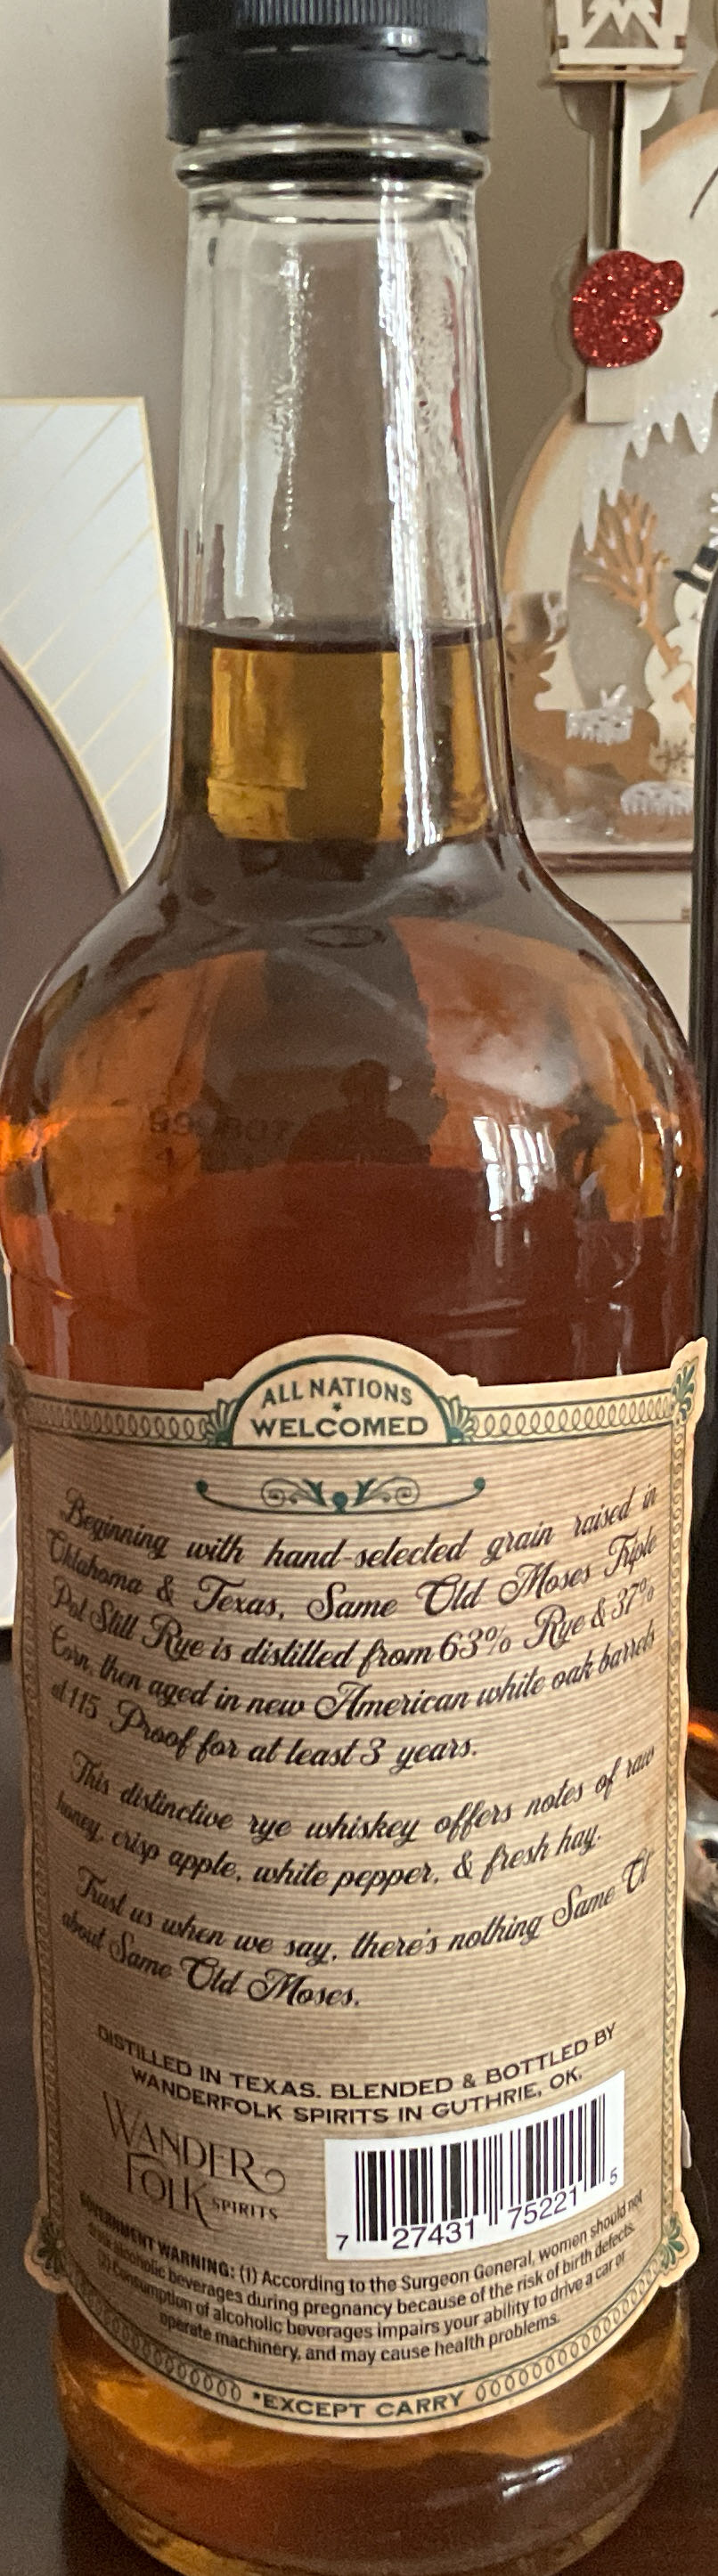 ALL NATIONS
*
WELCOMED
Beginning with hand-selected grain raised in
Oklahoma & Texas, Same Old Moses Triple
Pot Still Rye is distilled from 63% Rye & 37%
Corn, then aged in new American white oak barrels
at 115 Proof for at least 3 years.
This distinctive rye whiskey offers notes of raw
honey, crisp apple, white pepper, & fresh hay.
Trust us when we say, there's nothing Same Ol'
about Same Old Moses.
DISTILLED IN TEXAS. BLENDED & BOTTLED BY
WANDERFOLK SPIRITS IN GUTHRIE, OK.
WANDER
FOLK SPIRITS
7 27431 75221 5
GOVERNMENT WARNING: (1) According to the Surgeon General, women should not
drink alcoholic beverages during pregnancy because of the risk of birth defects.
(2) Consumption of alcoholic beverages impairs your ability to drive a car or
operate machinery, and may cause health problems.
*EXCEPT CARRY